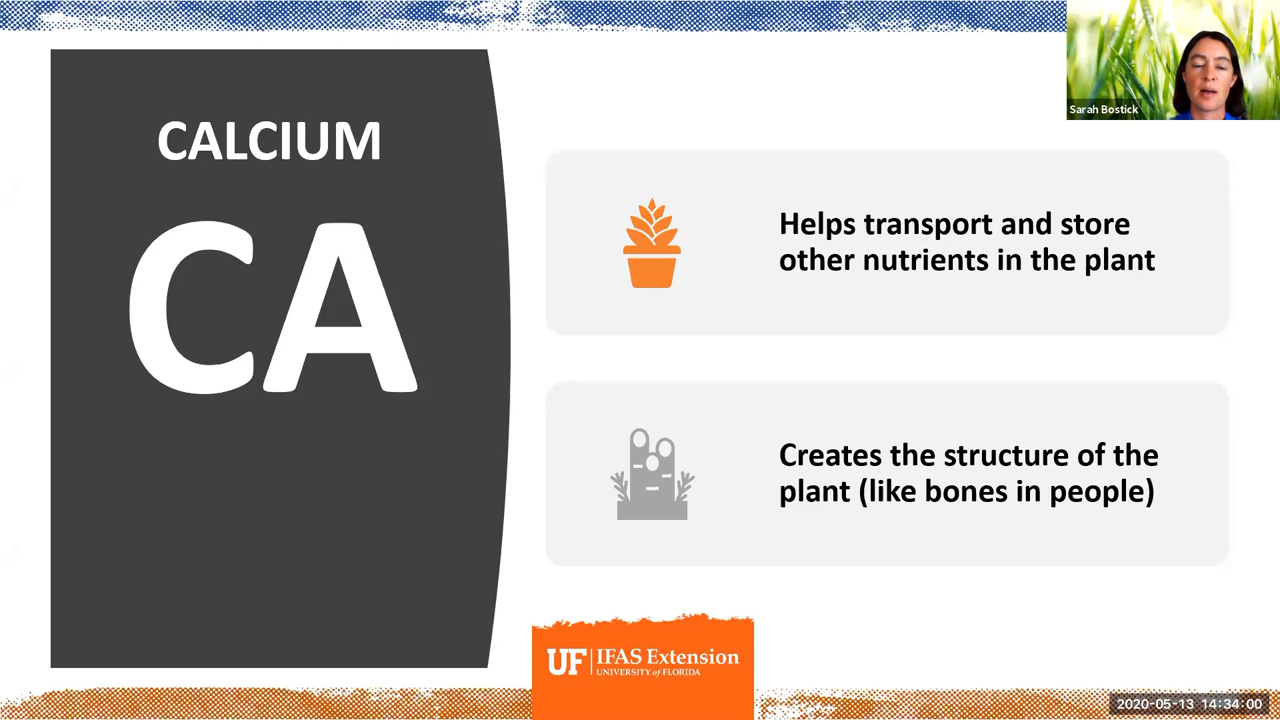 Sarah Bostick
CALCIUM
CA
Helps transport and store
other nutrients in the plant
Creates the structure of the
plant (like bones in people)
UF IFAS Extension
UNIVERSITY of FLORIDA
2020-05-13 14:34:00